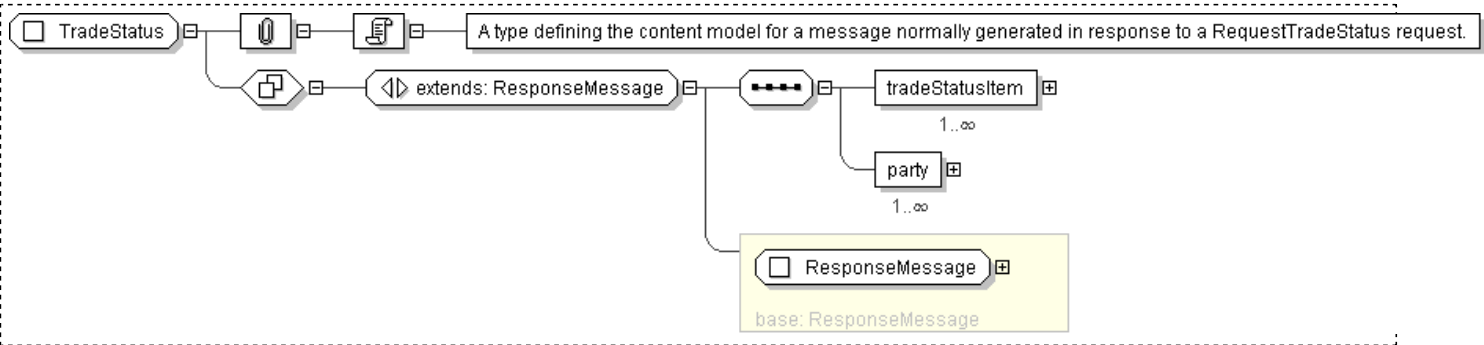 TradeStatus
A type defining the content model for a message normally generated in response to a RequestTradeStatus request.
extends: ResponseMessage
tradeStatusItem
1..∞
party
1..∞
ResponseMessage
base: ResponseMessage